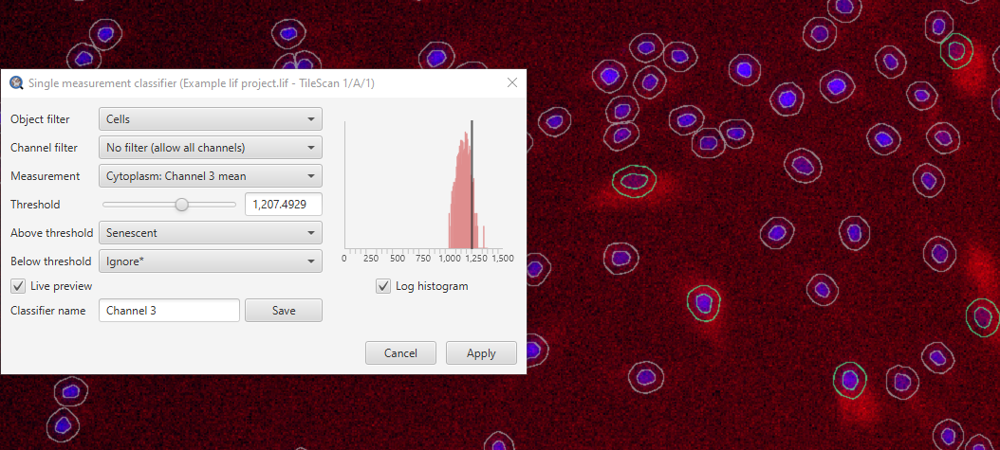 Single measurement classifier (Example lif project.lif - TileScan 1/A/1)
Object filter Cells
Channel filter No filter (allow all channels)
Measurement Cytoplasm: Channel 3 mean
Threshold 1,207.4929
Above threshold Senescent
Below threshold Ignore*
Live preview
Classifier name Channel 3 Save
0 250 500 750 1,000 1,250 1,500
Log histogram
Cancel Apply